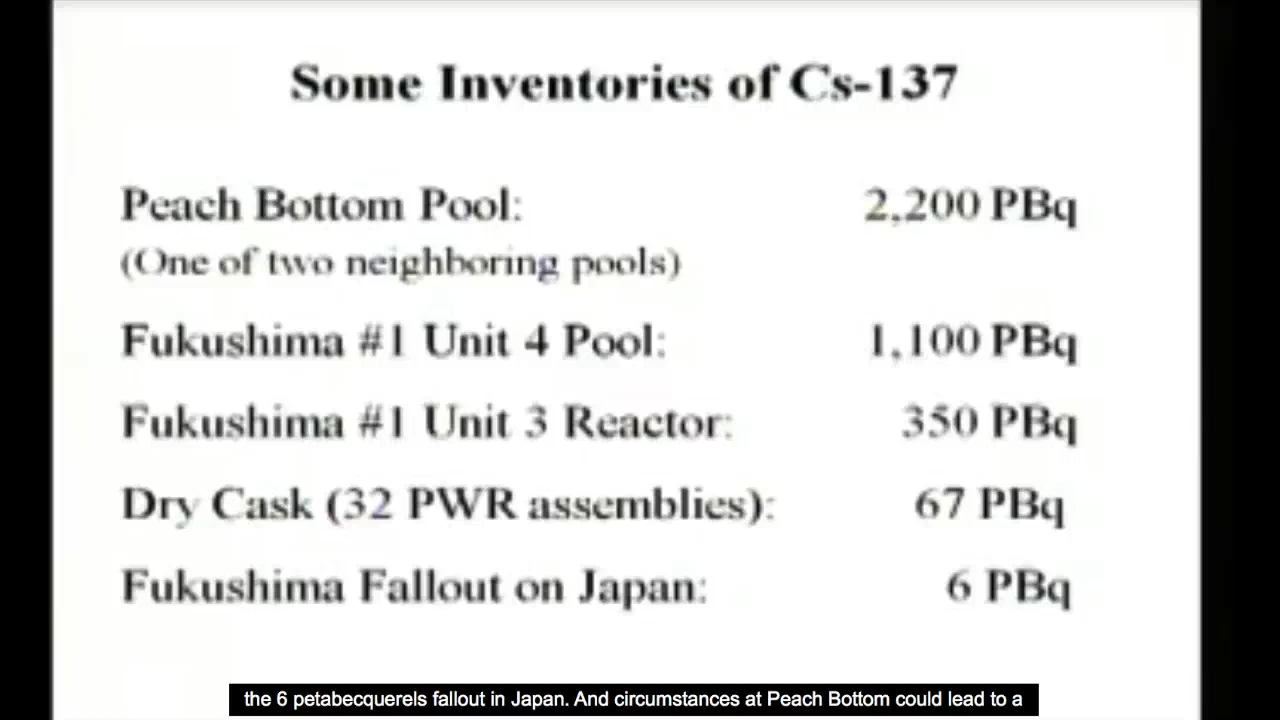 Some Inventories of Cs-137
Peach Bottom Pool: 2,200 PBq
(One of two neighboring pools)
Fukushima #1 Unit 4 Pool: 1,100 PBq
Fukushima #1 Unit 3 Reactor: 350 PBq
Dry Cask (32 PWR assemblies): 67 PBq
Fukushima Fallout on Japan: 6 PBq
the 6 petabecquerels fallout in Japan. And circumstances at Peach Bottom could lead to a